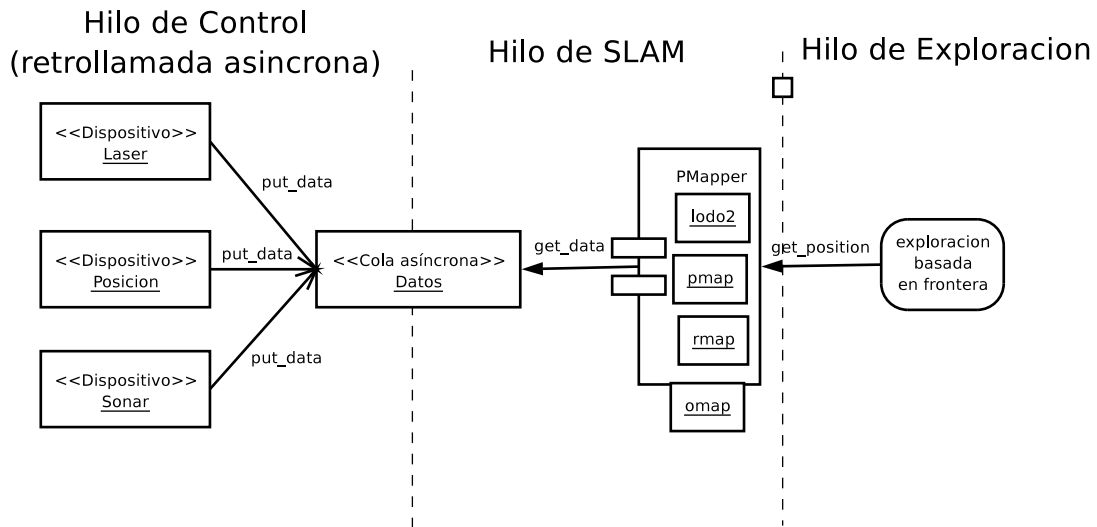 Hilo de Control
(retrollamada asincrona)
Hilo de SLAM
Hilo de Exploracion
<<Dispositivo>>
Laser
put_data
<<Dispositivo>>
Posicion
put_data
<<Dispositivo>>
Sonar
put_data
<<Cola asíncrona>>
Datos
get_data
PMapper
lodo2
pmap
rmap
omap
get_position
exploracion
basada
en frontera